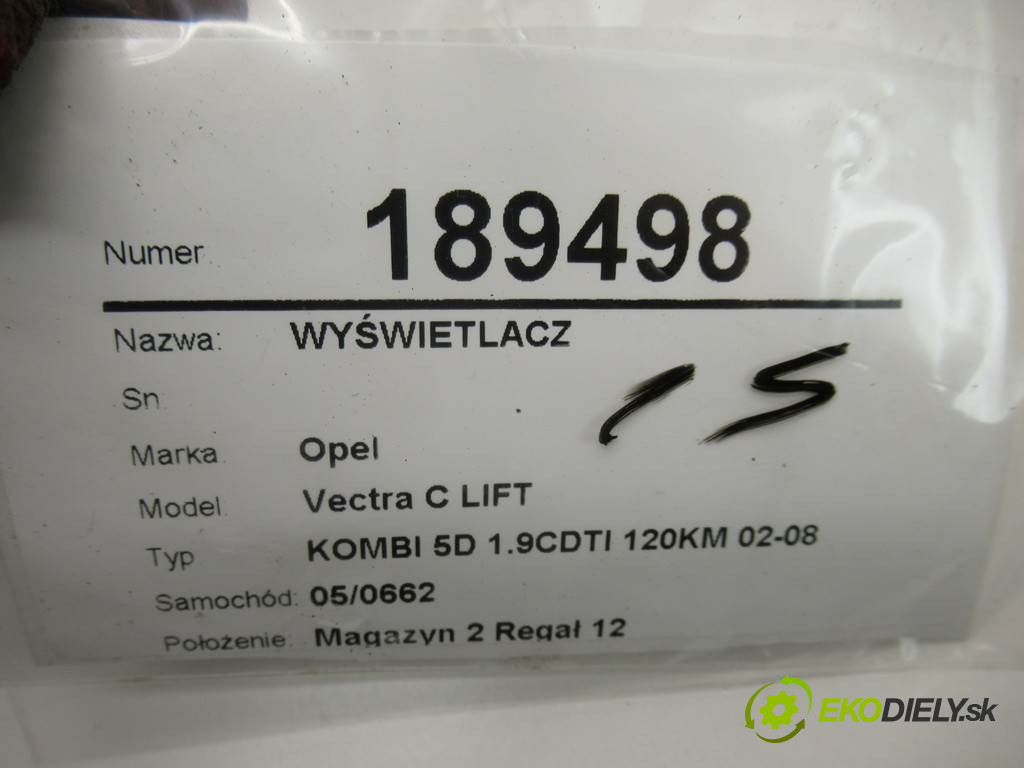 Numer 189498
Nazwa: WYŚWIETLACZ
Sn
15
Marka Opel
Model Vectra C LIFT
Typ KOMBI 5D 1.9CDTI 120KM 02-08
Samochód: 05/0662
Położenie Magazyn 2 Regał 12
EKODIELY.sk